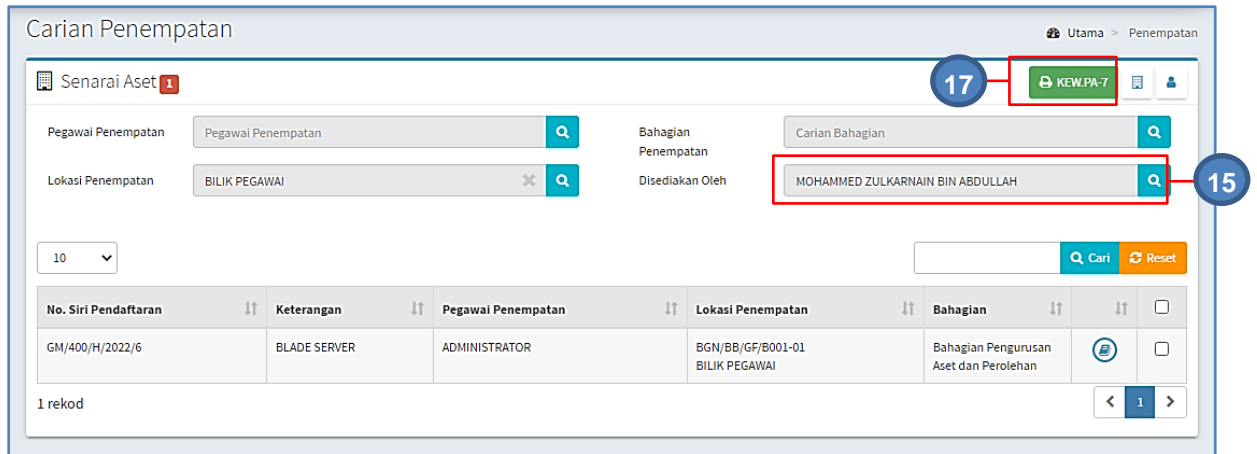 Carian Penempatan
Utama > Penempatan
Senarai Aset 1
17
KEW.PA-7
Pegawai Penempatan
Pegawai Penempatan
Bahagian
Penempatan
Carian Bahagian
Lokasi Penempatan
BILIK PEGAWAI
Disediakan Oleh
MOHAMMED ZULKARNAIN BIN ABDULLAH
15
10
Cari
Reset
No. Siri Pendaftaran
Keterangan
Pegawai Penempatan
Lokasi Penempatan
Bahagian
GM/400/H/2022/6
BLADE SERVER
ADMINISTRATOR
BGN/BB/GF/B001-01
BILIK PEGAWAI
Bahagian Pengurusan
Aset dan Perolehan
1 rekod
< 1 >